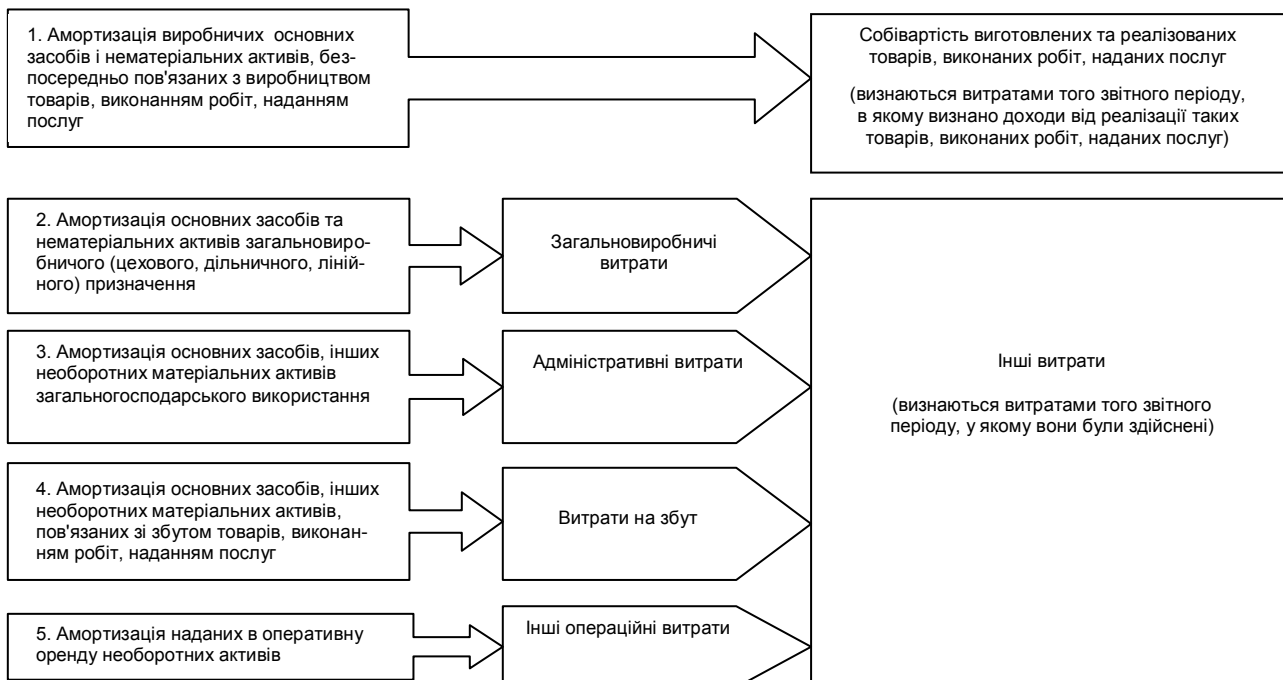 1. Амортизація виробничих основних
засобів і нематеріальних активів, без-
посередньо пов'язаних з виробництвом
товарів, виконанням робіт, наданням
послуг
Собівартість виготовлених та реалізованих
товарів, виконаних робіт, наданих послуг
(визнаються витратами того звітного періоду,
в якому визнано доходи від реалізації таких
товарів, виконаних робіт, наданих послуг)
2. Амортизація основних засобів та
нематеріальних активів загальновиро-
бничого (цехового, дільничного, ліній-
ного) призначення
Загальновиробничі
витрати
3. Амортизація основних засобів, інших
необоротних матеріальних активів
загальногосподарського використання
Адміністративні витрати
4. Амортизація основних засобів, інших
необоротних матеріальних активів,
пов'язаних зі збутом товарів, виконан-
ням робіт, наданням послуг
Витрати на збут
5. Амортизація наданих в оперативну
оренду необоротних активів
Інші операційні витрати
Інші витрати
(визнаються витратами того звітного
періоду, у якому вони були здійснені)